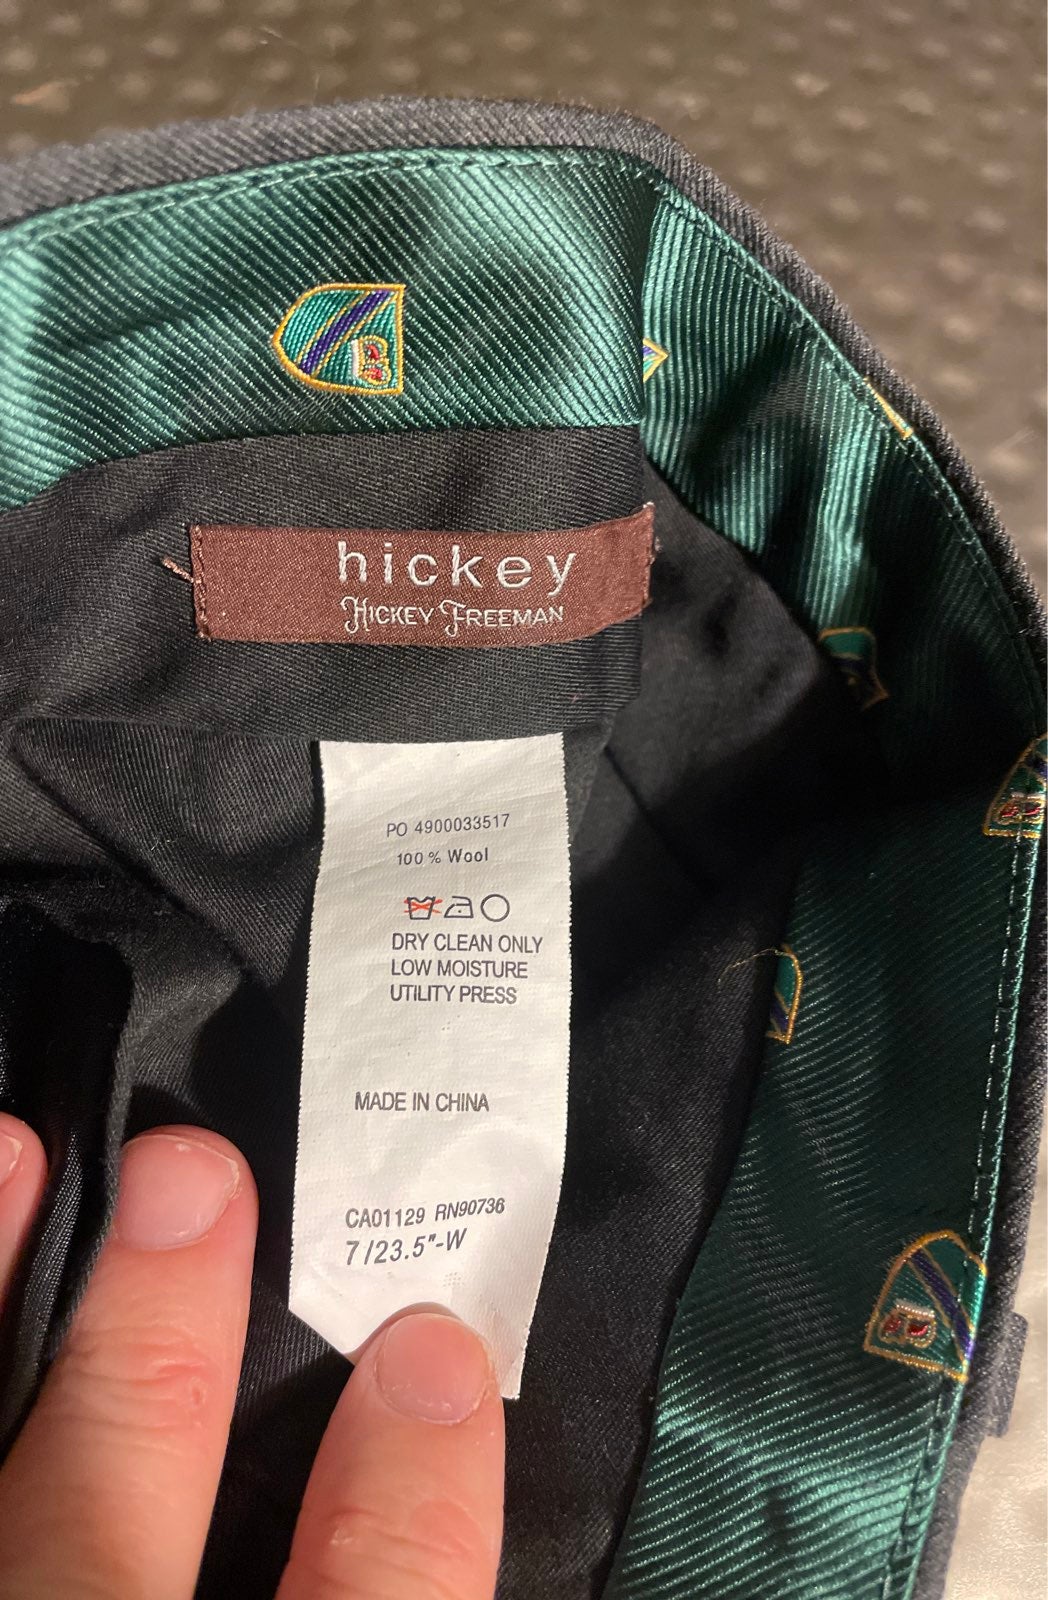 hickey
HICKEY FREEMAN
PO 4900033517
100 % Wool
DRY CLEAN ONLY
LOW MOISTURE
UTILITY PRESS
MADE IN CHINA
CA01129 RN90736
7/23.5"-W